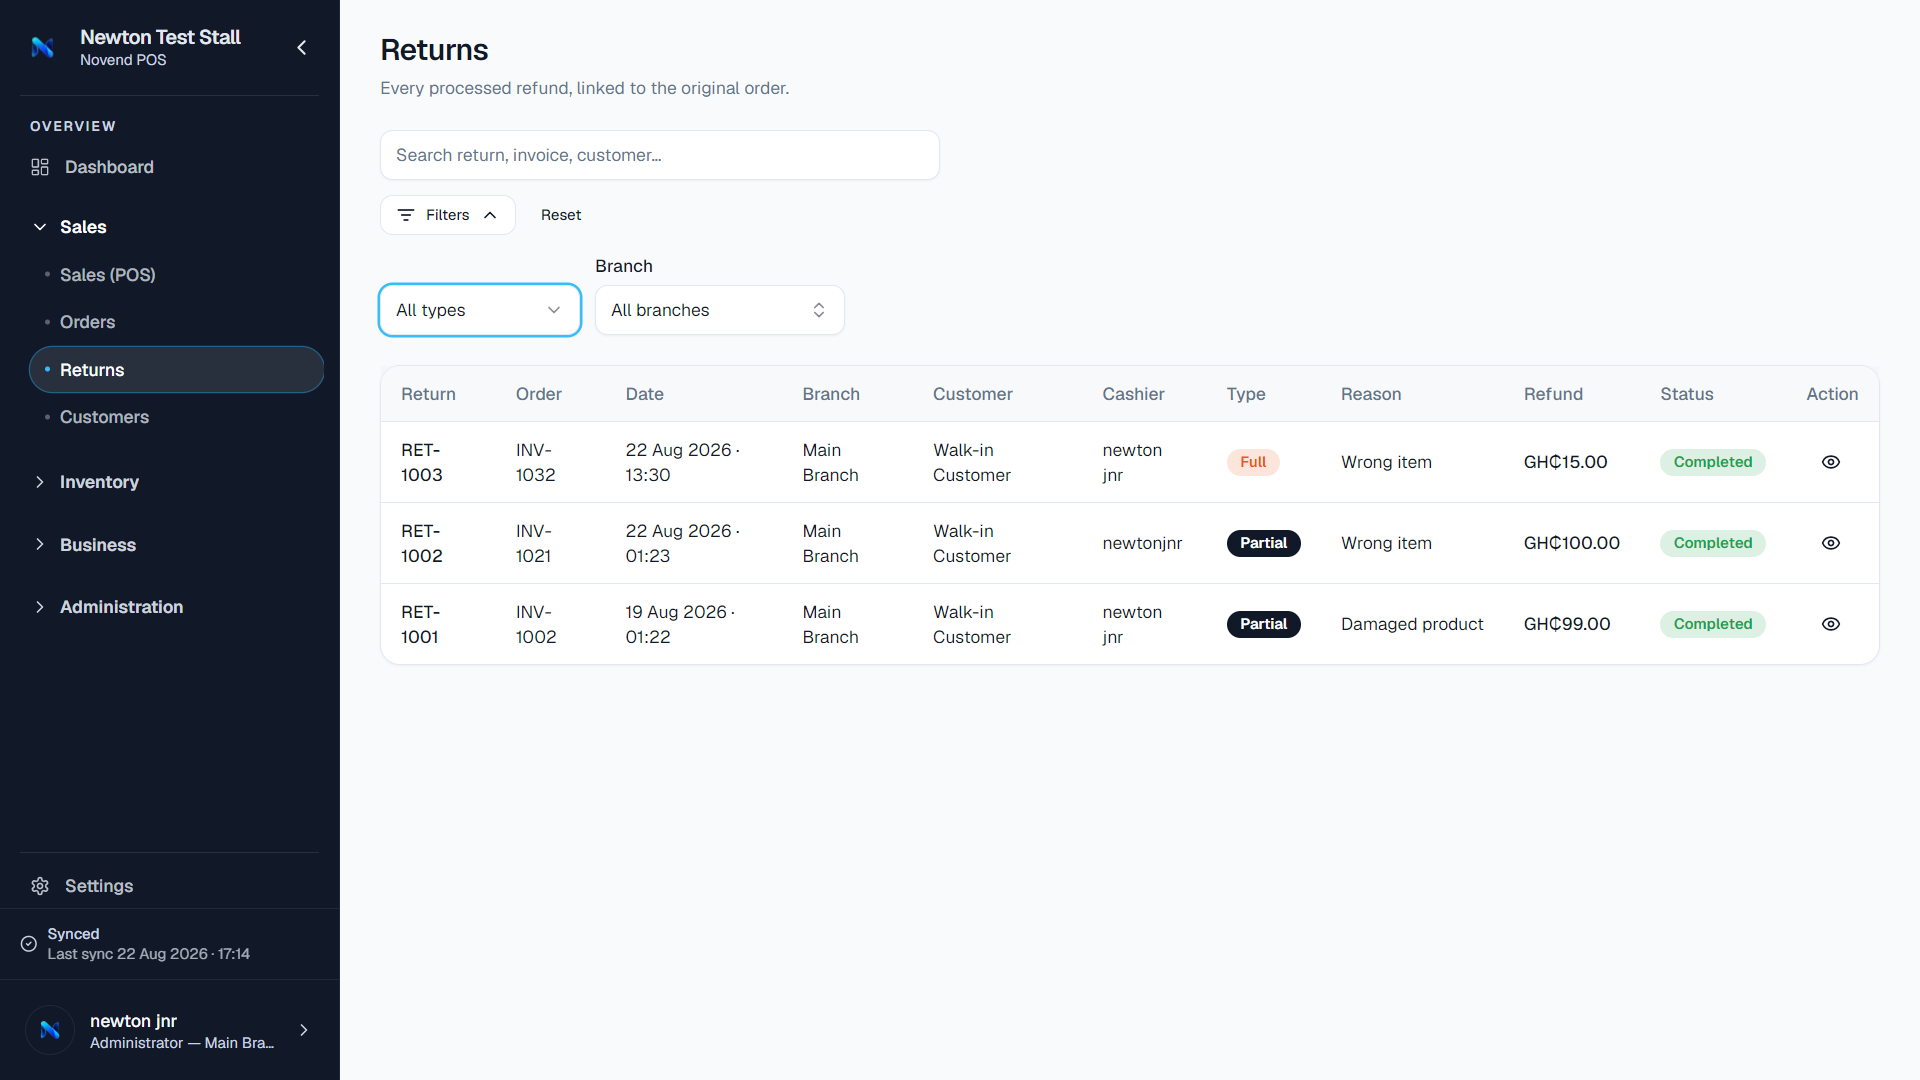 Newton Test Stall
Novend POS
OVERVIEW
Dashboard
Sales
Sales (POS)
Orders
Returns
Customers
Inventory
Business
Administration
Settings
Synced
Last sync 22 Aug 2026 · 17:14
newton jnr
Administrator — Main Bra...
Returns
Every processed refund, linked to the original order.
Search return, invoice, customer...
Filters
Reset
Branch
All types
All branches
Return Order Date Branch Customer Cashier Type Reason Refund Status Action
RET- INV- 22 Aug 2026 · Main Walk-in newton Full Wrong item GH₵15.00 Completed
1003 1032 13:30 Branch Customer jnr
RET- INV- 22 Aug 2026 · Main Walk-in newtonjnr Partial Wrong item GH₵100.00 Completed
1002 1021 01:23 Branch Customer
RET- INV- 19 Aug 2026 · Main Walk-in newton Partial Damaged product GH₵99.00 Completed
1001 1002 01:22 Branch Customer jnr